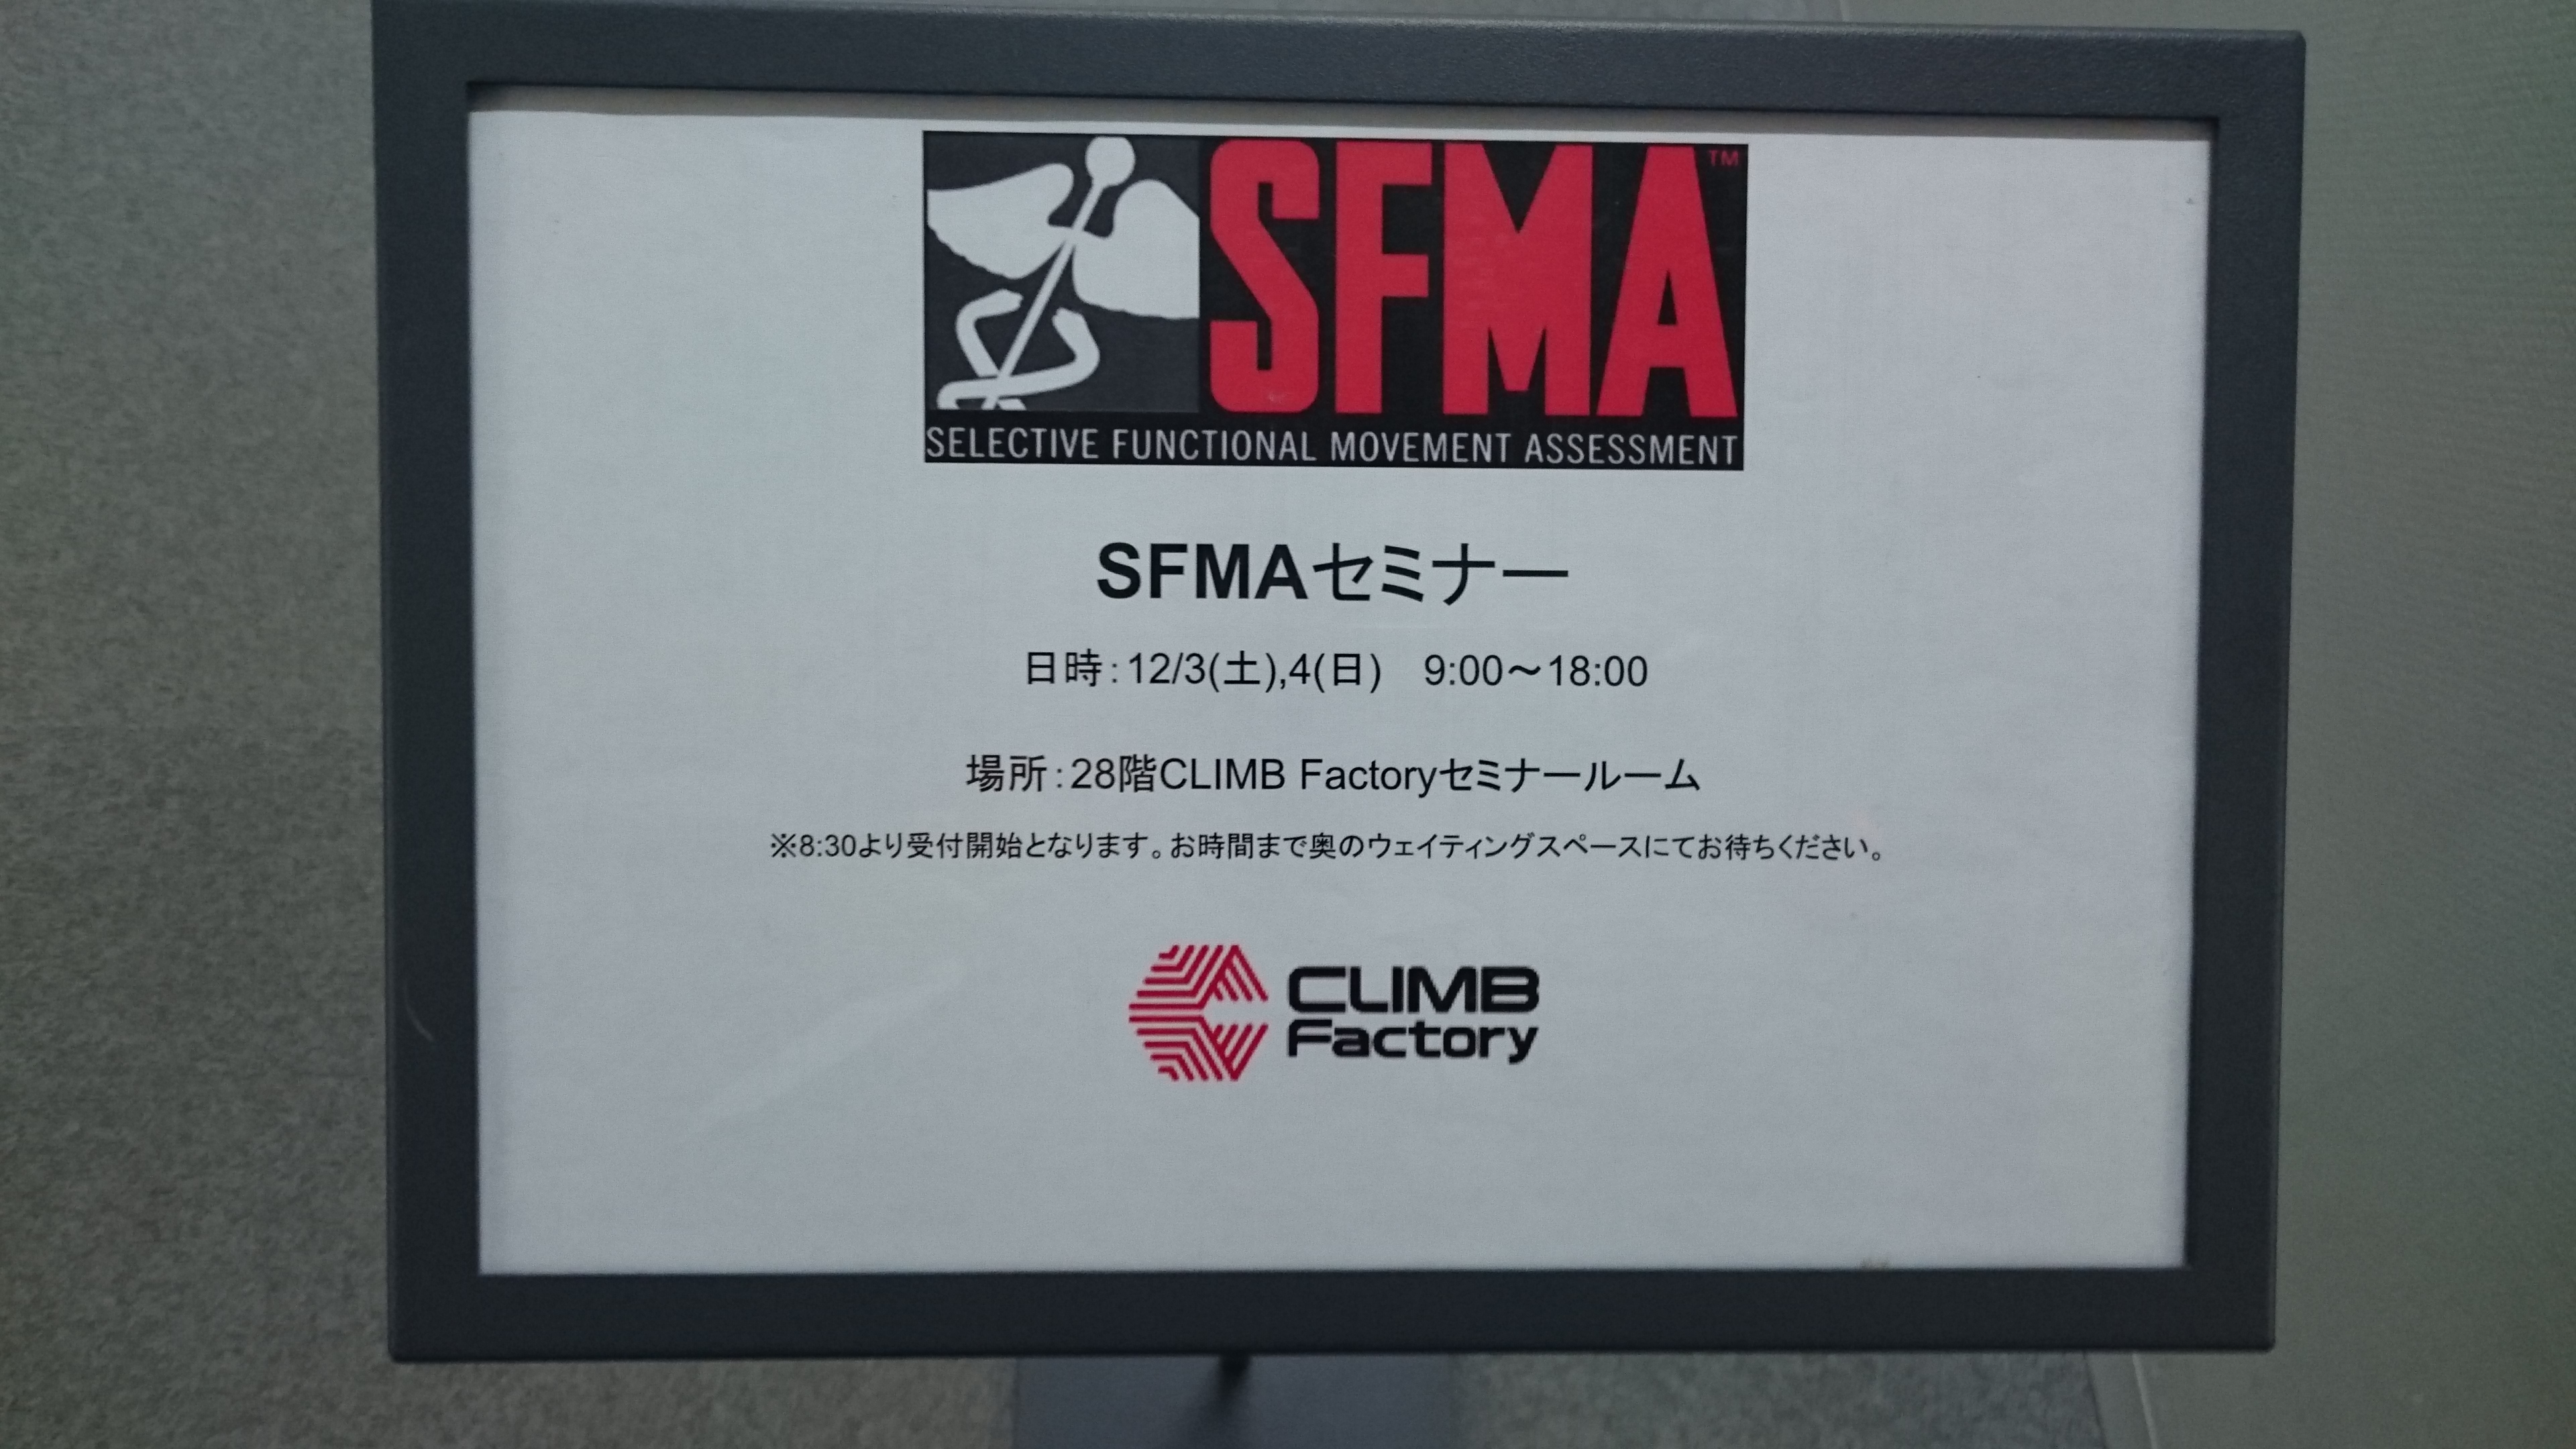 SFMA™
SELECTIVE FUNCTIONAL MOVEMENT ASSESSMENT
SFMAセミナー
日時：12/3(土),4(日)　9:00～18:00
場所：28階CLIMB Factoryセミナールーム
※8:30より受付開始となります。お時間まで奥のウェイティングスペースにてお待ちください。
CLIMB
Factory